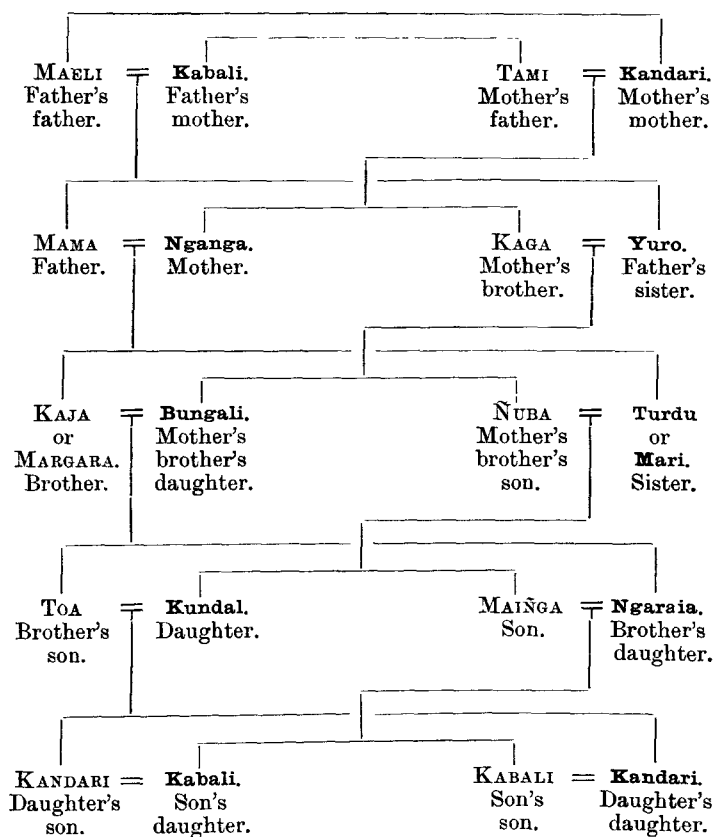 MAELI = Kabali. TAMI = Kandari.
Father's Father's Mother's Mother's
father. mother. father. mother.
MAMA = Nganga. KAGA = Yuro.
Father. Mother. Mother's Father's
brother. sister.
KAJA = Bungali. ÑUBA = Turdu
or Mother's Mother's or
MARGARA. brother's brother's Mari.
Brother. daughter. son. Sister.
TOA = Kundal. MAIÑGA = Ngaraia.
Brother's Daughter. Son. Brother's
son. daughter.
KANDARI = Kabali. KABALI = Kandari.
Daughter's Son's Son's Daughter's
son. daughter. son. daughter.